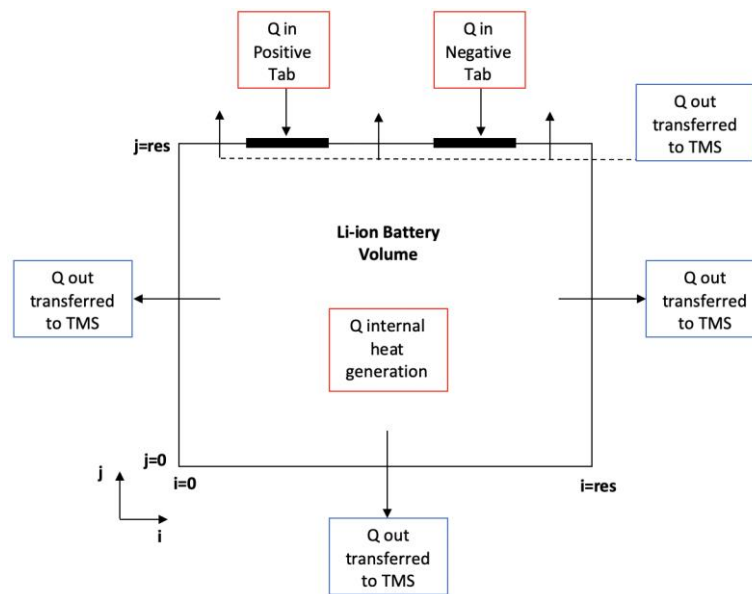 Q in
Positive
Tab
Q in
Negative
Tab
Q out
transferred
to TMS
j=res
Li-ion Battery
Volume
Q out
transferred
to TMS
Q out
transferred
to TMS
Q internal
heat
generation
j=0
j
i=0
i=res
i
Q out
transferred
to TMS